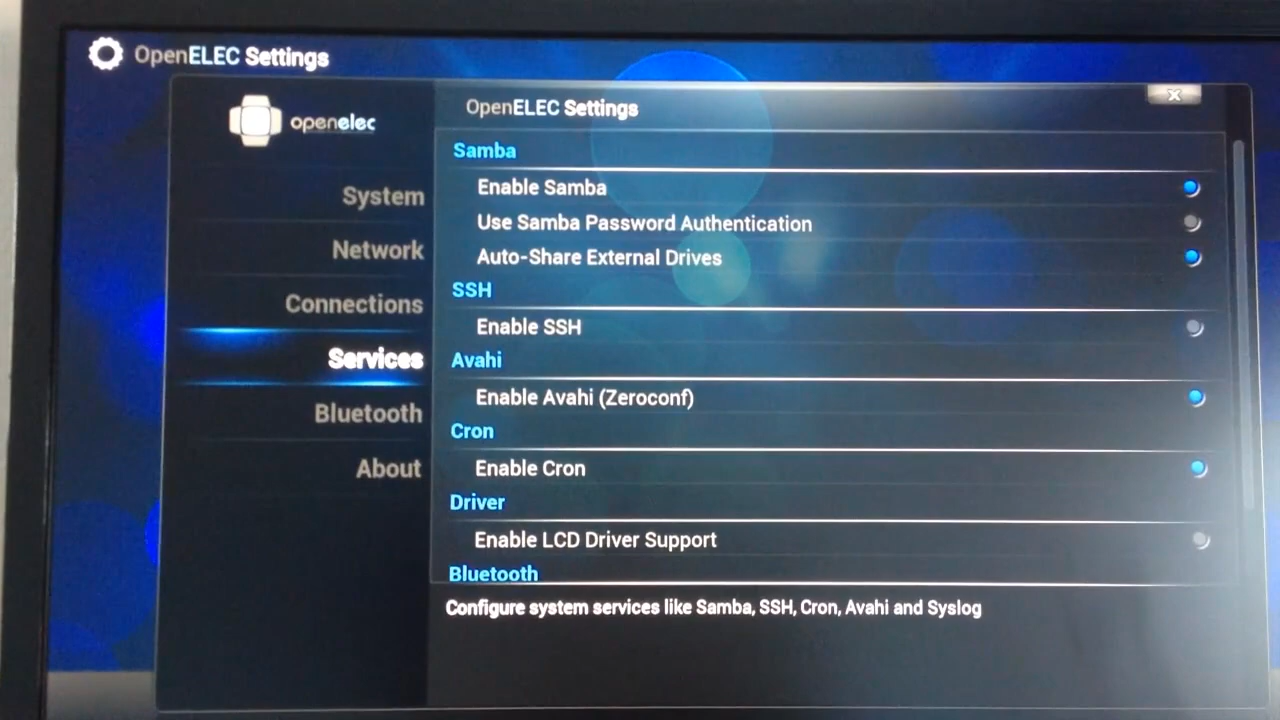 OpenELEC Settings
openelec
System
Network
Connections
Services
Bluetooth
About
OpenELEC Settings
x
Samba
Enable Samba
Use Samba Password Authentication
Auto-Share External Drives
SSH
Enable SSH
Avahi
Enable Avahi (Zeroconf)
Cron
Enable Cron
Driver
Enable LCD Driver Support
Bluetooth
Configure system services like Samba, SSH, Cron, Avahi and Syslog